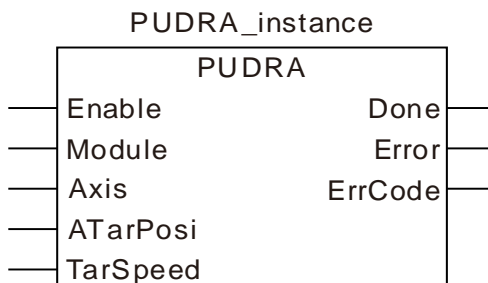 PUDRA_instance
PUDRA
Enable Done
Module Error
Axis ErrCode
ATarPosi
TarSpeed